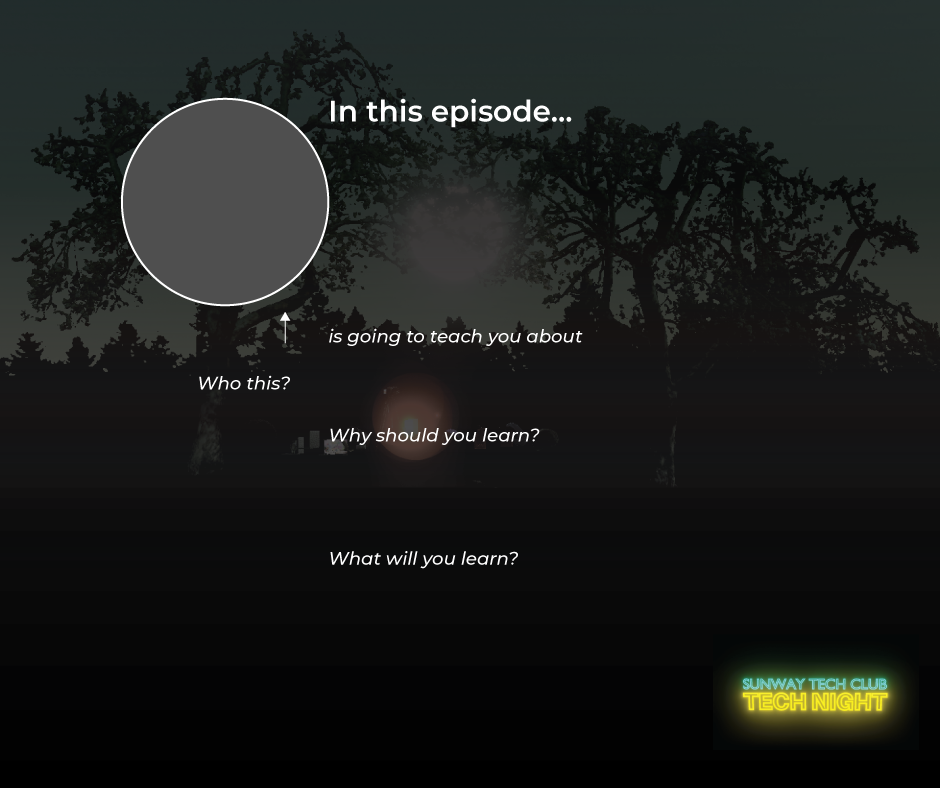 In this episode...
is going to teach you about
Who this?
Why should you learn?
What will you learn?
SUNWAY TECH CLUB
TECH NIGHT